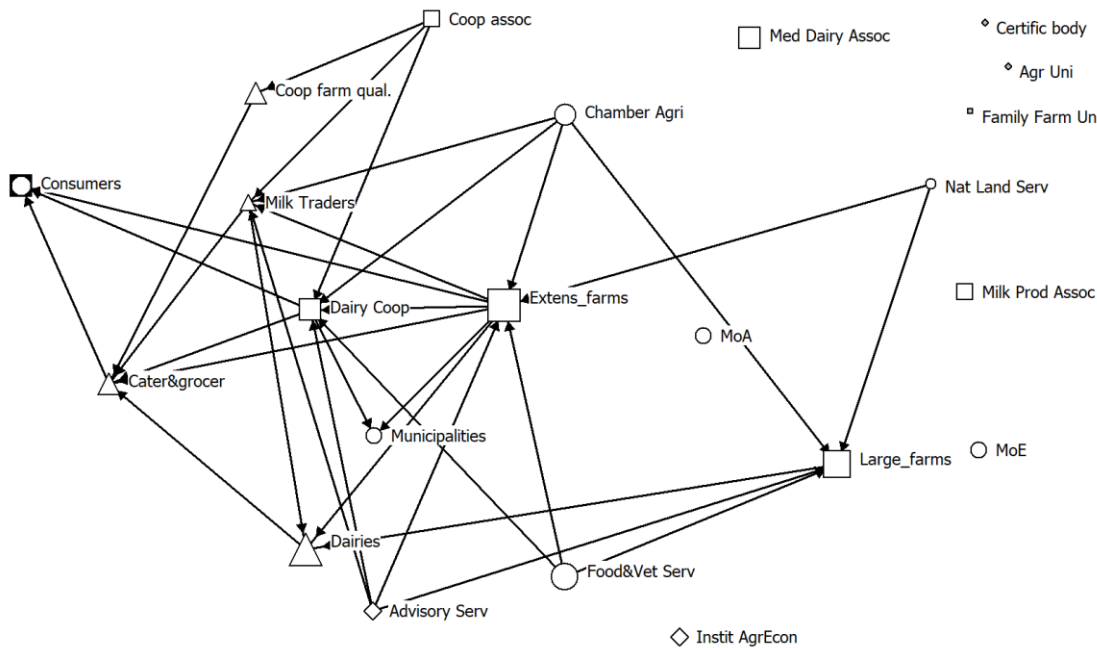 Coop assoc
Certific body
Med Dairy Assoc
Agr Uni
Coop farm qual.
Chamber Agri
Family Farm Un
Consumers
Nat Land Serv
Milk Traders
Milk Prod Assoc
Extens_farms
Dairy Coop
MoA
Cater&grocer
Municipalities
MoE
Large_farms
Dairies
Food&Vet Serv
Advisory Serv
Instit AgrEcon